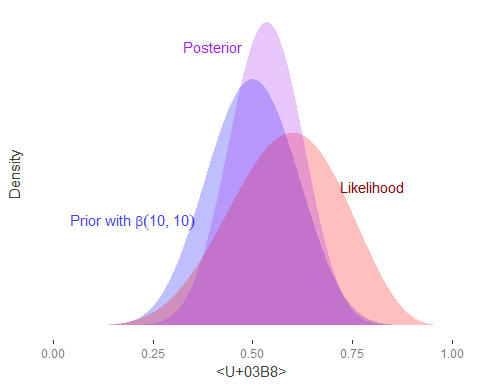 Posterior
Likelihood
Prior with β(10, 10)
Density
0.00 0.25 0.50 0.75 1.00
<U+03B8>